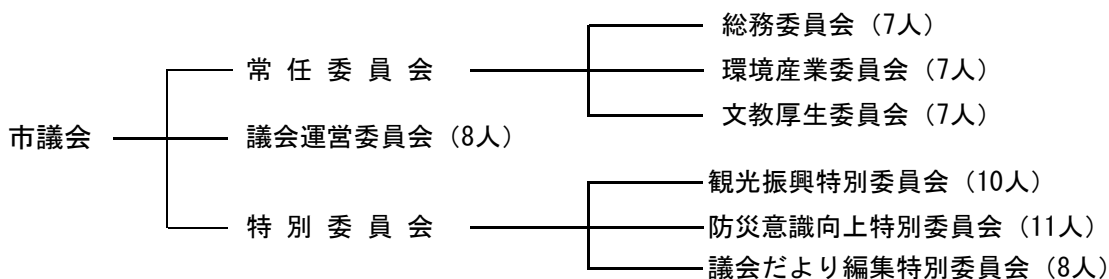 総務委員会(7人)
常任委員会
環境産業委員会(7人)
文教厚生委員会(7人)
市議会
議会運営委員会(8人)
観光振興特別委員会(10人)
特別委員会
防災意識向上特別委員会(11人)
議会だより編集特別委員会(8人)